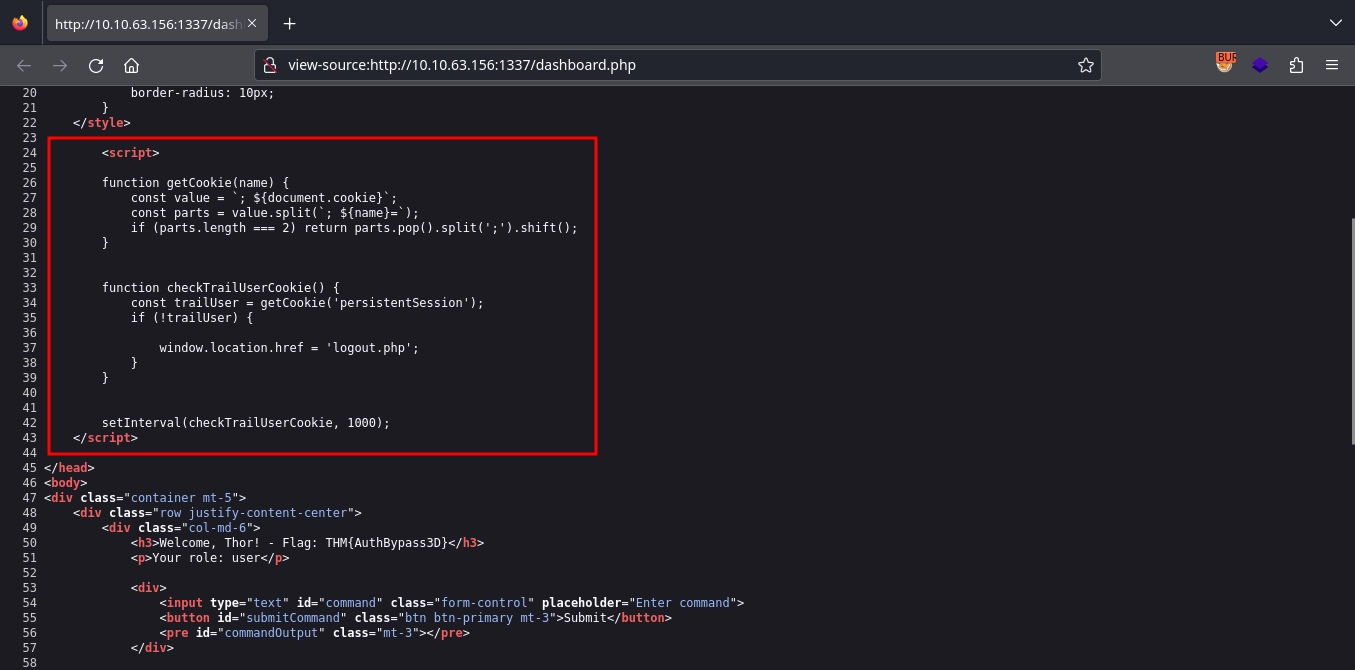 http://10.10.63.156:1337/dash
view-source:http://10.10.63.156:1337/dashboard.php
BUR
20             border-radius: 10px;
21         }
22     </style>
23
24         <script>
25
26         function getCookie(name) {
27             const value = `; ${document.cookie}`;
28             const parts = value.split(`; ${name}=`);
29             if (parts.length === 2) return parts.pop().split(';').shift();
30         }
31
32
33         function checkTrailUserCookie() {
34             const trailUser = getCookie('persistentSession');
35             if (!trailUser) {
36
37                 window.location.href = 'logout.php';
38             }
39         }
40
41
42         setInterval(checkTrailUserCookie, 1000);
43     </script>
44
45 </head>
46 <body>
47 <div class="container mt-5">
48     <div class="row justify-content-center">
49         <div class="col-md-6">
50             <h3>Welcome, Thor! - Flag: THM{AuthBypass3D}</h3>
51             <p>Your role: user</p>
52
53             <div>
54                 <input type="text" id="command" class="form-control" placeholder="Enter command">
55                 <button id="submitCommand" class="btn btn-primary mt-3">Submit</button>
56                 <pre id="commandOutput" class="mt-3"></pre>
57             </div>
58